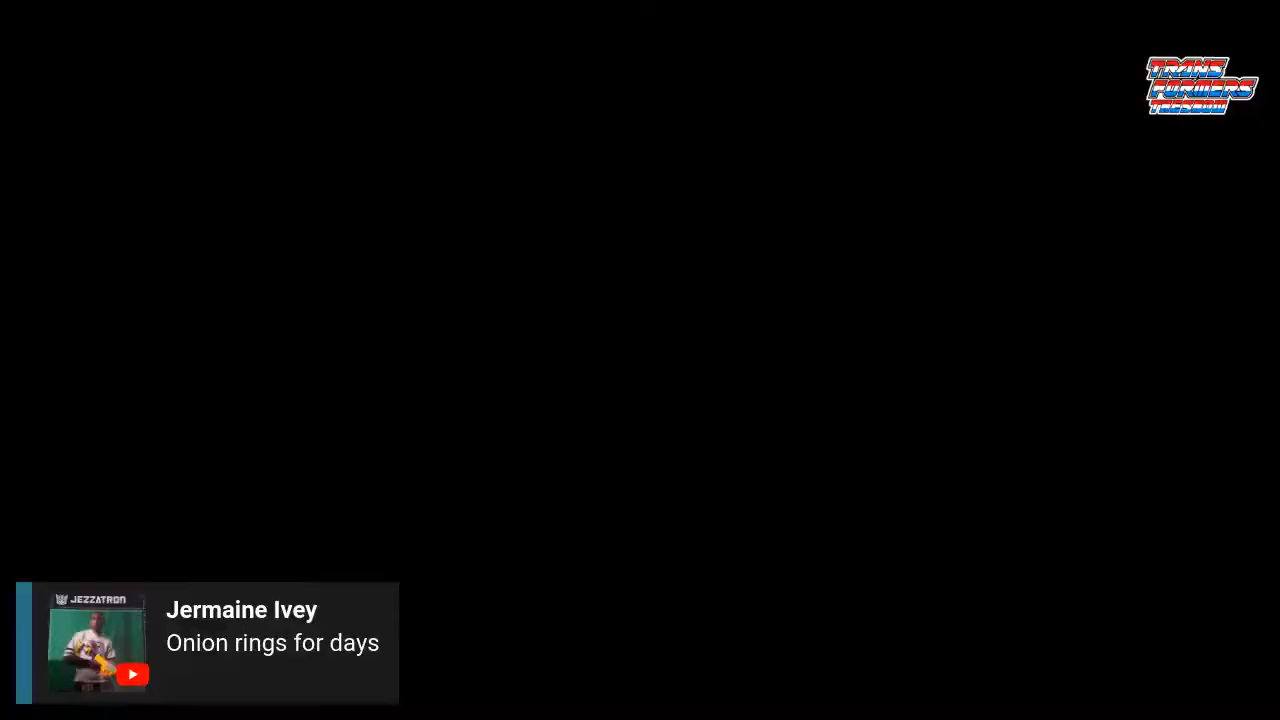 TRANS
FORMERS
JEZZATRON
Jermaine Ivey
Onion rings for days